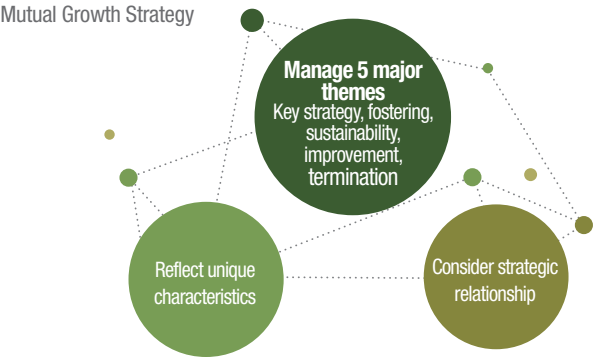 Mutual Growth Strategy
Manage 5 major
themes
Key strategy, fostering,
sustainability,
improvement,
termination
Reflect unique
characteristics
Consider strategic
relationship